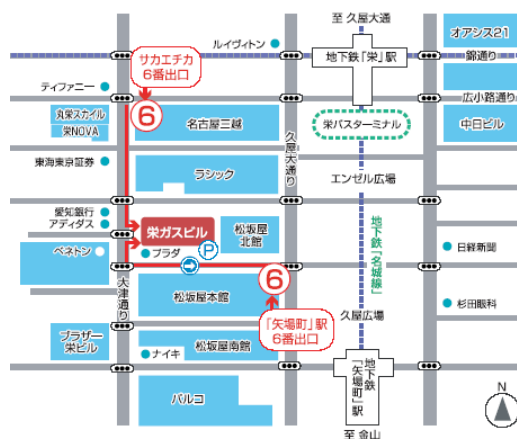 至 久屋大通
オアシス21
ルイヴィトン
地下鉄「栄」駅
錦通り
サカエチカ
6番出口
ティファニー
広小路通り
6
丸栄スカイル
栄NOVA
名古屋三越
栄バスターミナル
中日ビル
久屋大通り
東海東京証券
ラシック
エンゼル広場
愛知銀行
アディダス
栄ガスビル
P
プラダ
松坂屋
北館
地下鉄「名城線」
ベネトン
日経新聞
6
大津通り
松坂屋本館
「矢場町」駅
6番出口
久屋広場
杉田眼科
ブラザー
栄ビル
ナイキ
松坂屋南館
地下鉄
「矢場町」駅
パルコ
N
至 金山